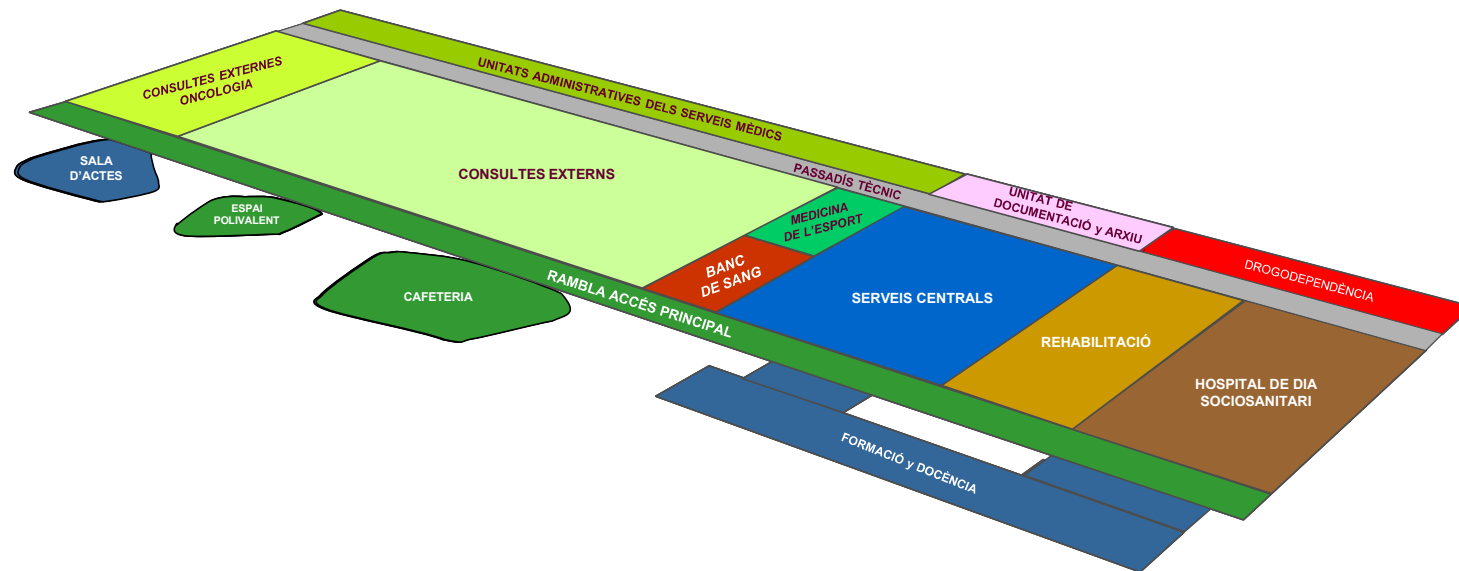 UNITATS ADMINISTRATIVES DELS SERVEIS MÈDICS
CONSULTES EXTERNES
ONCOLOGIA
PASSADÍS TÈCNIC
CONSULTES EXTERNS
SALA
D'ACTES
ESPAI
POLIVALENT
CAFETERIA
RAMBLA ACCÉS PRINCIPAL
MEDICINA
DE L'ESPORT
BANC
DE SANG
UNITAT DE
DOCUMENTACIÓ y ARXIU
DROGODEPENDÈNCIA
SERVEIS CENTRALS
REHABILITACIÓ
HOSPITAL DE DIA
SOCIOSANITARI
FORMACIÓ y DOCÈNCIA